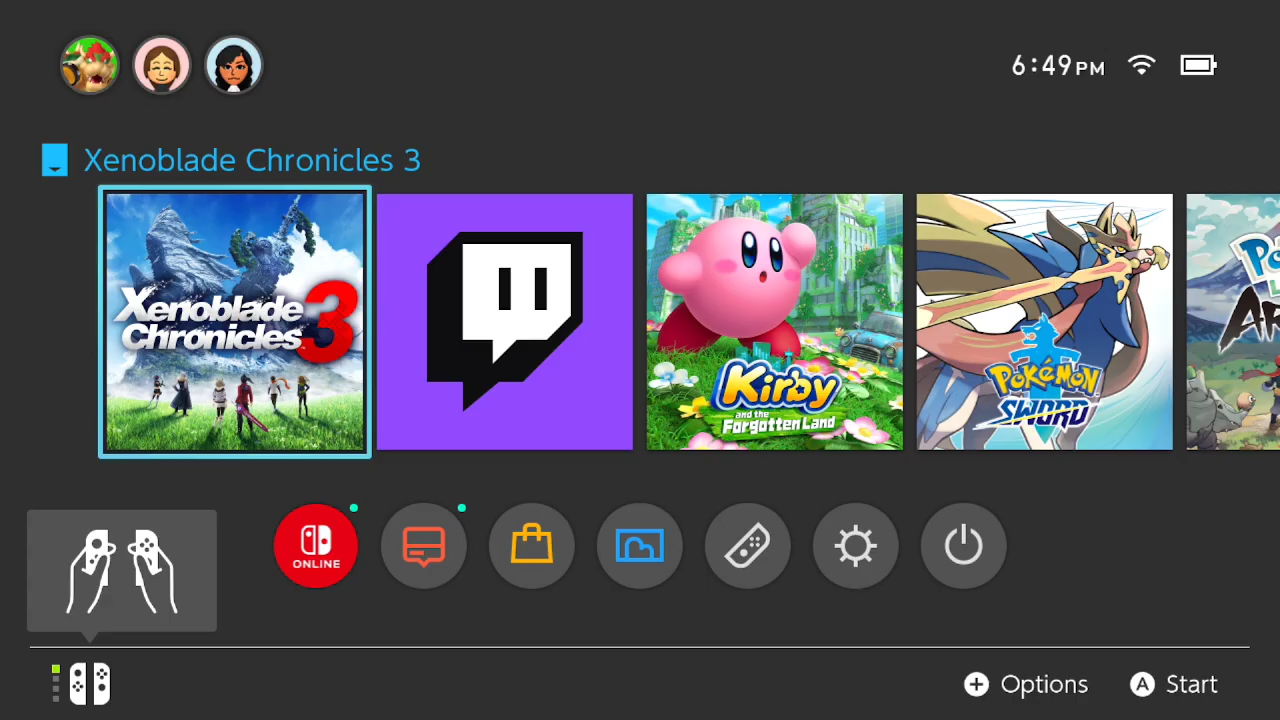 6:49PM
Xenoblade Chronicles 3
Xenoblade
Chronicles 3
Kirby
and the
Forgotten Land
POKéMON
SWORD
ONLINE
Options
A Start